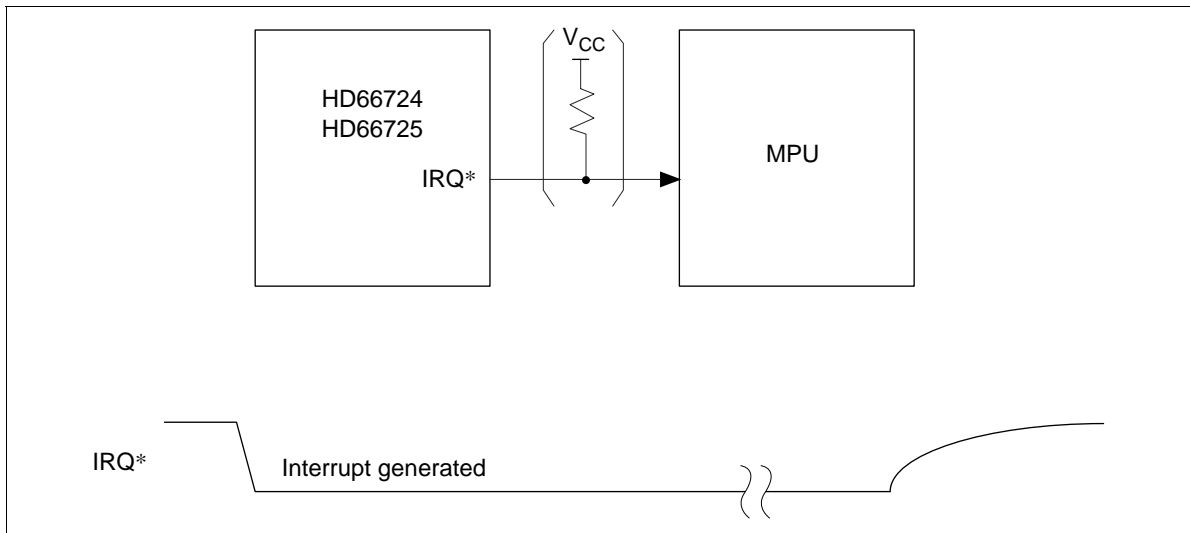 V_CC
HD66724
HD66725
IRQ*
MPU
IRQ*
Interrupt generated